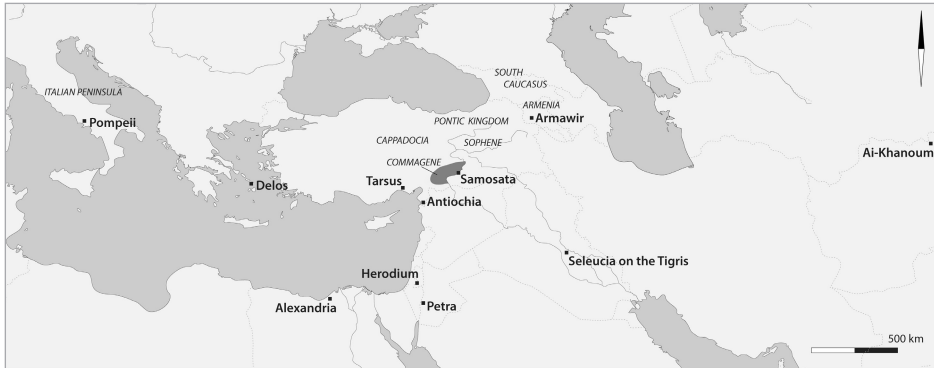 SOUTH
CAUCASUS
ITALIAN PENINSULA
ARMENIA
Armawir
Pompeii
PONTIC KINGDOM
CAPPADOCIA
SOPHENE
Ai-Khanoum
COMMAGENE
Samosata
Tarsus
Delos
Antiochia
Seleucia on the Tigris
Herodium
Alexandria
Petra
500 km